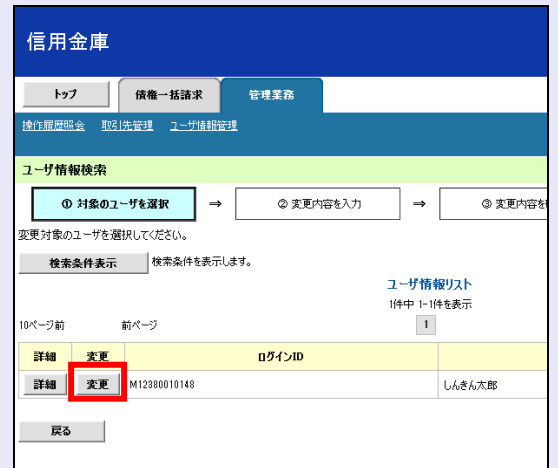 信用金庫
トップ 債権一括請求 管理業務
操作履歴照会 取引先管理 ユーザ情報管理
ユーザ情報検索
① 対象のユーザを選択 ⇒ ② 変更内容を入力 ⇒ ③ 変更内容を
変更対象のユーザを選択してください。
検索条件表示 検索条件を表示します。
ユーザ情報リスト
1件中 1-1件を表示
10ページ前 前ページ 1
詳細 変更 ログインID
詳細 変更 M12380010148 しんきん太郎
戻る